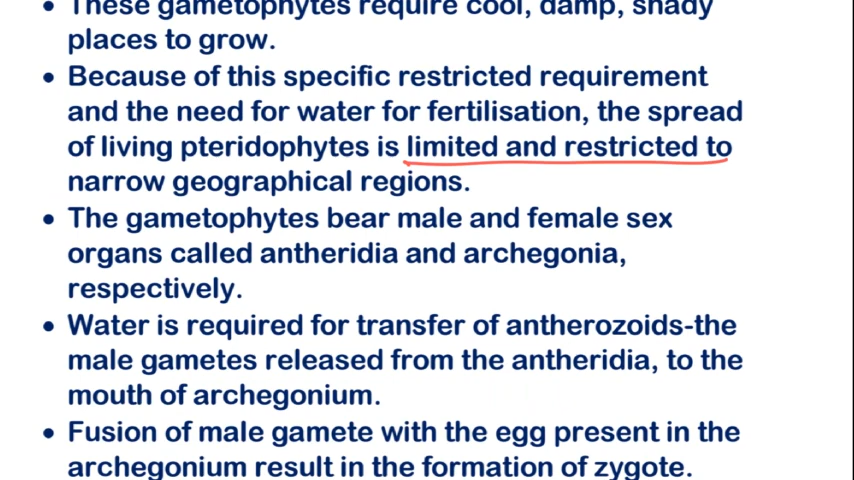 • These gametophytes require cool, damp, shady
places to grow.
• Because of this specific restricted requirement
and the need for water for fertilisation, the spread
of living pteridophytes is limited and restricted to
narrow geographical regions.
• The gametophytes bear male and female sex
organs called antheridia and archegonia,
respectively.
• Water is required for transfer of antherozoids-the
male gametes released from the antheridia, to the
mouth of archegonium.
• Fusion of male gamete with the egg present in the
archegonium result in the formation of zygote.